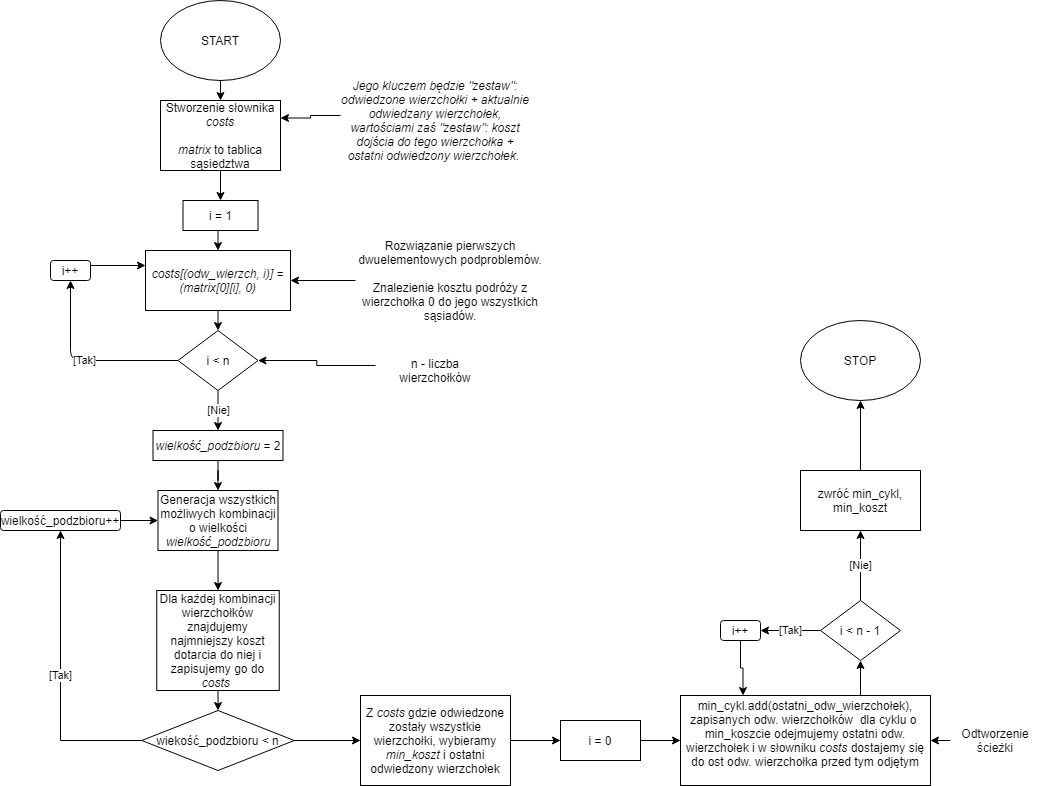 START
Stworzenie słownika
costs
matrix to tablica
sąsiedztwa
Jego kluczem będzie "zestaw":
odwiedzone wierzchołki + aktualnie
odwiedzany wierzchołek,
wartościami zaś "zestaw": koszt
dojścia do tego wierzchołka +
ostatni odwiedzony wierzchołek.
i = 1
i++
costs[(odw_wierzch, i)] =
(matrix[0][i], 0)
Rozwiązanie pierwszych
dwuelementowych podproblemów.
Znalezienie kosztu podróży z
wierzchołka 0 do jego wszystkich
sąsiadów.
[Tak]
i < n
n - liczba
wierzchołków
[Nie]
wielkość_podzbioru = 2
wielkość_podzbioru++
Generacja wszystkich
możliwych kombinacji
o wielkości
wielkość_podzbioru
Dla każdej kombinacji
wierzchołków
znajdujemy
najmniejszy koszt
dotarcia do niej i
zapisujemy go do
costs
[Tak]
wiekość_podzbioru < n
Z costs gdzie odwiedzone
zostały wszystkie
wierzchołki, wybieramy
min_koszt i ostatni
odwiedzony wierzchołek
i = 0
min_cykl.add(ostatni_odw_wierzchołek),
zapisanych odw. wierzchołków dla cyklu o
min_koszcie odejmujemy ostatni odw.
wierzchołek i w słowniku costs dostajemy się
do ost odw. wierzchołka przed tym odjętym
Odtworzenie
ścieżki
i++
[Tak]
i < n - 1
[Nie]
zwróć min_cykl,
min_koszt
STOP